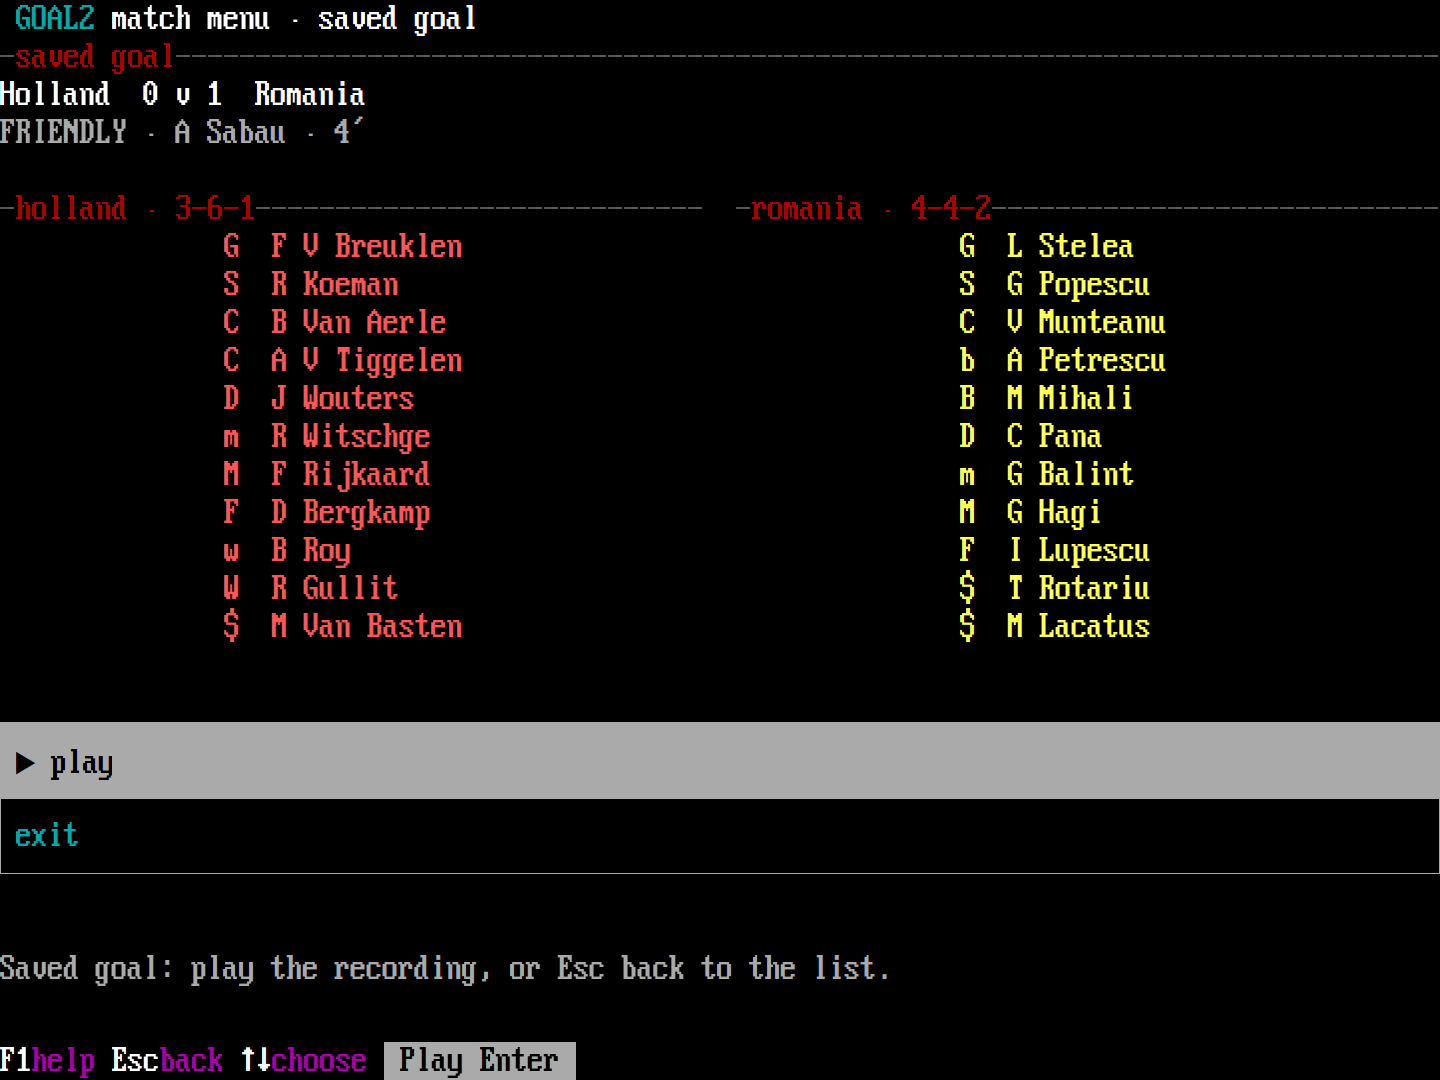 GOAL2 match menu · saved goal
saved goal
Holland 0 v 1 Romania
FRIENDLY · A Sabau · 4´
holland · 3-6-1
G F V Breuklen
S R Koeman
C B Van Aerle
C A V Tiggelen
D J Wouters
m R Witschge
M F Rijkaard
F D Bergkamp
w B Roy
W R Gullit
$ M Van Basten
romania · 4-4-2
G L Stelea
S G Popescu
C V Munteanu
b A Petrescu
B M Mihali
D C Pana
m G Balint
M G Hagi
F I Lupescu
$ T Rotariu
$ M Lacatus
► play
exit
Saved goal: play the recording, or Esc back to the list.
F1help Escback ↑↓choose Play Enter